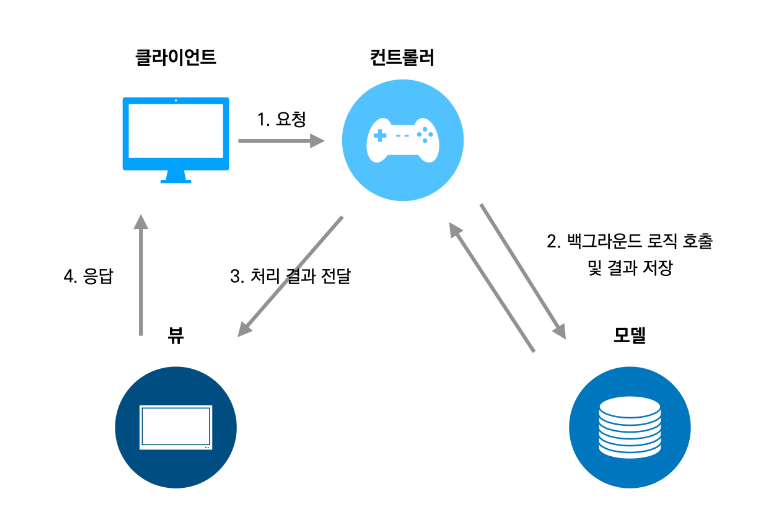 클라이언트
컨트롤러
1. 요청
2. 백그라운드 로직 호출
및 결과 저장
3. 처리 결과 전달
4. 응답
뷰
모델